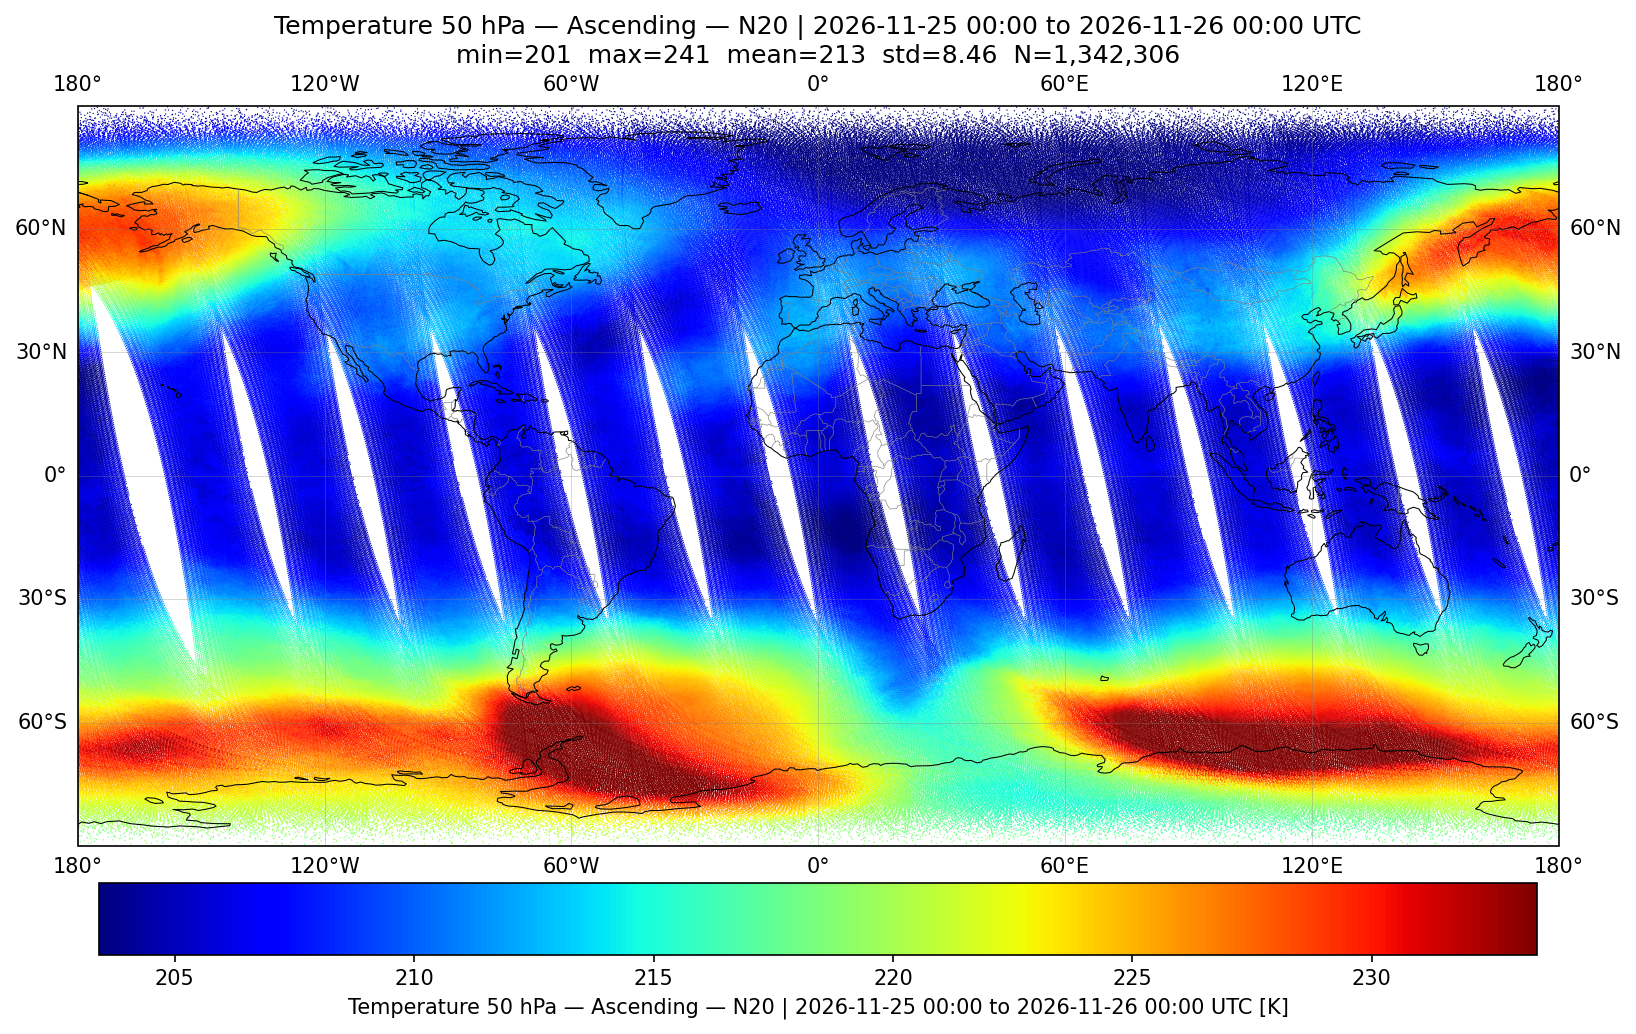 Temperature 50 hPa — Ascending — N20 | 2026-11-25 00:00 to 2026-11-26 00:00 UTC
min=201  max=241  mean=213  std=8.46  N=1,342,306
180° 120°W 60°W 0° 60°E 120°E 180°
60°N 60°N
30°N 30°N
0° 0°
30°S 30°S
60°S 60°S
180° 120°W 60°W 0° 60°E 120°E 180°
205 210 215 220 225 230
Temperature 50 hPa — Ascending — N20 | 2026-11-25 00:00 to 2026-11-26 00:00 UTC [K]